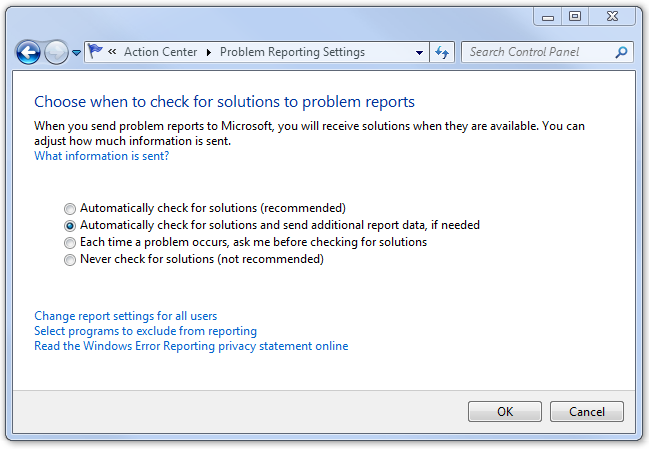 « Action Center Problem Reporting Settings Search Control Panel
Choose when to check for solutions to problem reports
When you send problem reports to Microsoft, you will receive solutions when they are available. You can
adjust how much information is sent.
What information is sent?
Automatically check for solutions (recommended)
Automatically check for solutions and send additional report data, if needed
Each time a problem occurs, ask me before checking for solutions
Never check for solutions (not recommended)
Change report settings for all users
Select programs to exclude from reporting
Read the Windows Error Reporting privacy statement online
OK Cancel